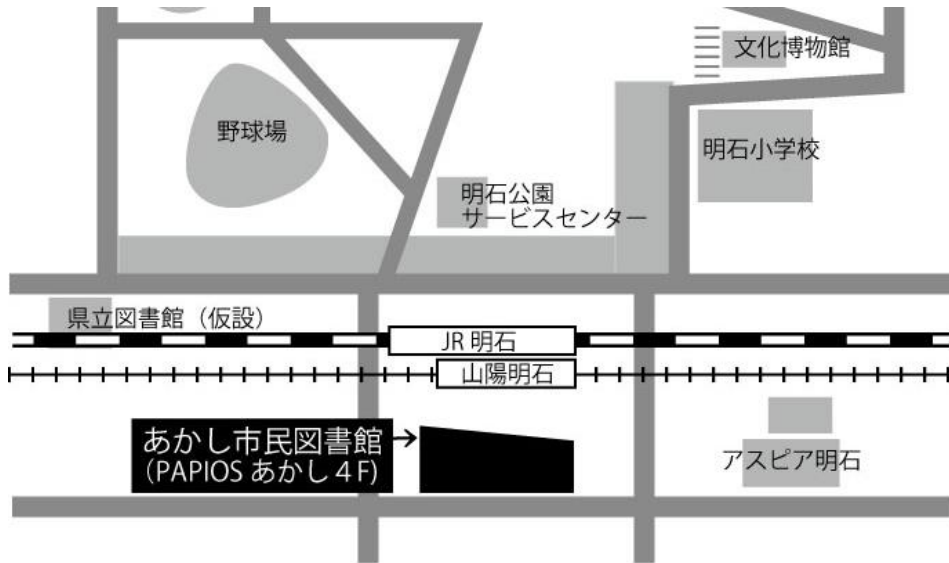 文化博物館
野球場
明石小学校
明石公園
サービスセンター
県立図書館（仮設）
JR 明石
山陽明石
あかし市民図書館
(PAPIOS あかし４F)
アスピア明石